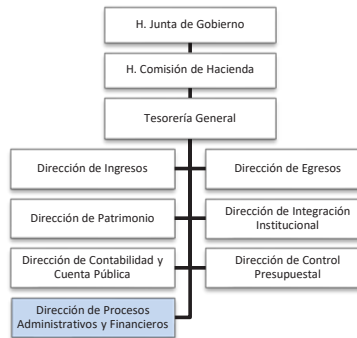 H. Junta de Gobierno
H. Comisión de Hacienda
Tesorería General
Dirección de Ingresos
Dirección de Egresos
Dirección de Patrimonio
Dirección de Integración
Institucional
Dirección de Contabilidad y
Cuenta Pública
Dirección de Control
Presupuestal
Dirección de Procesos
Administrativos y Financieros